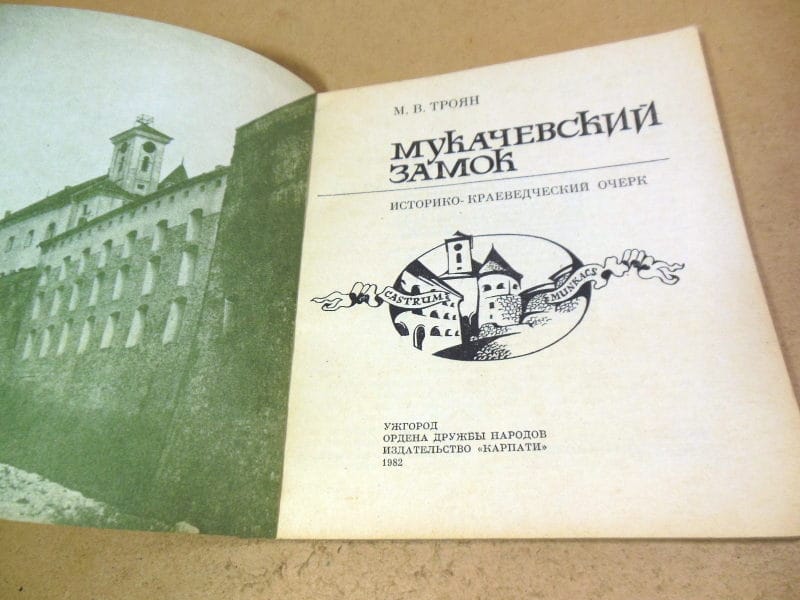 М. В. ТРОЯН
МУКАЧЕВСКИЙ
ЗАМОК
ИСТОРИКО-КРАЕВЕДЧЕСКИЙ ОЧЕРК
CASTRUM MUNKACS
УЖГОРОД
ОРДЕНА ДРУЖБЫ НАРОДОВ
ИЗДАТЕЛЬСТВО «КАРПАТИ»
1982